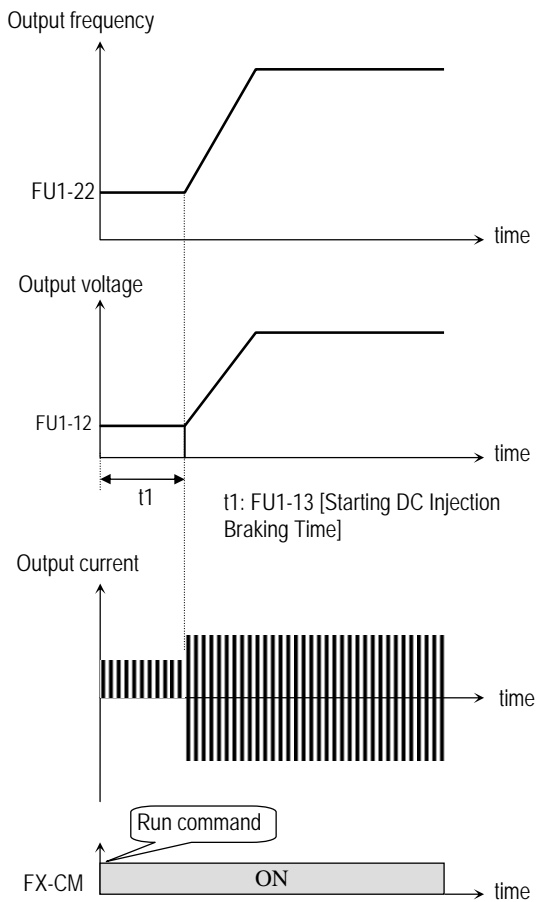 Output frequency
FU1-22
time
Output voltage
FU1-12
time
t1
t1: FU1-13 [Starting DC Injection
Braking Time]
Output current
time
Run command
FX-CM
ON
time